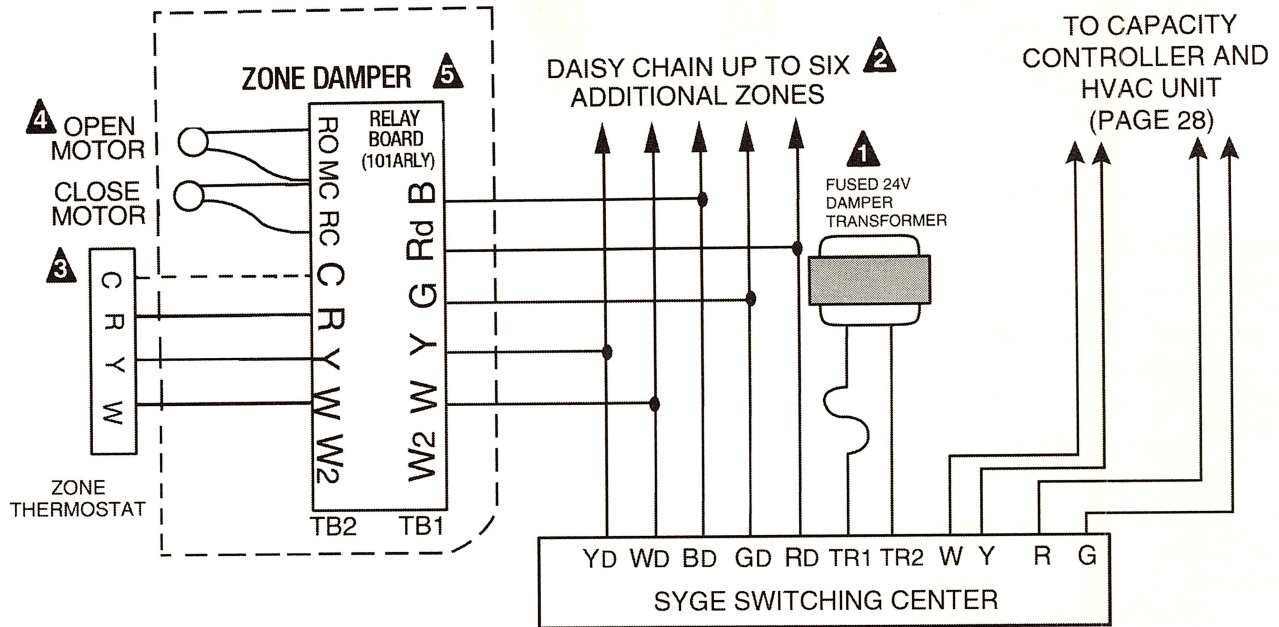 TO CAPACITY
CONTROLLER AND
HVAC UNIT
(PAGE 28)
DAISY CHAIN UP TO SIX 2
ADDITIONAL ZONES
ZONE DAMPER 5
4 OPEN
MOTOR
CLOSE
MOTOR
RELAY
BOARD
(101ARLY)
RO
MC
RC
C
R
Y
W
W2
B
Rd
G
Y
W
W2
1
FUSED 24V
DAMPER
TRANSFORMER
3
C
R
Y
W
ZONE
THERMOSTAT
TB2 TB1
YD WD BD GD RD TR1 TR2 W Y R G
SYGE SWITCHING CENTER